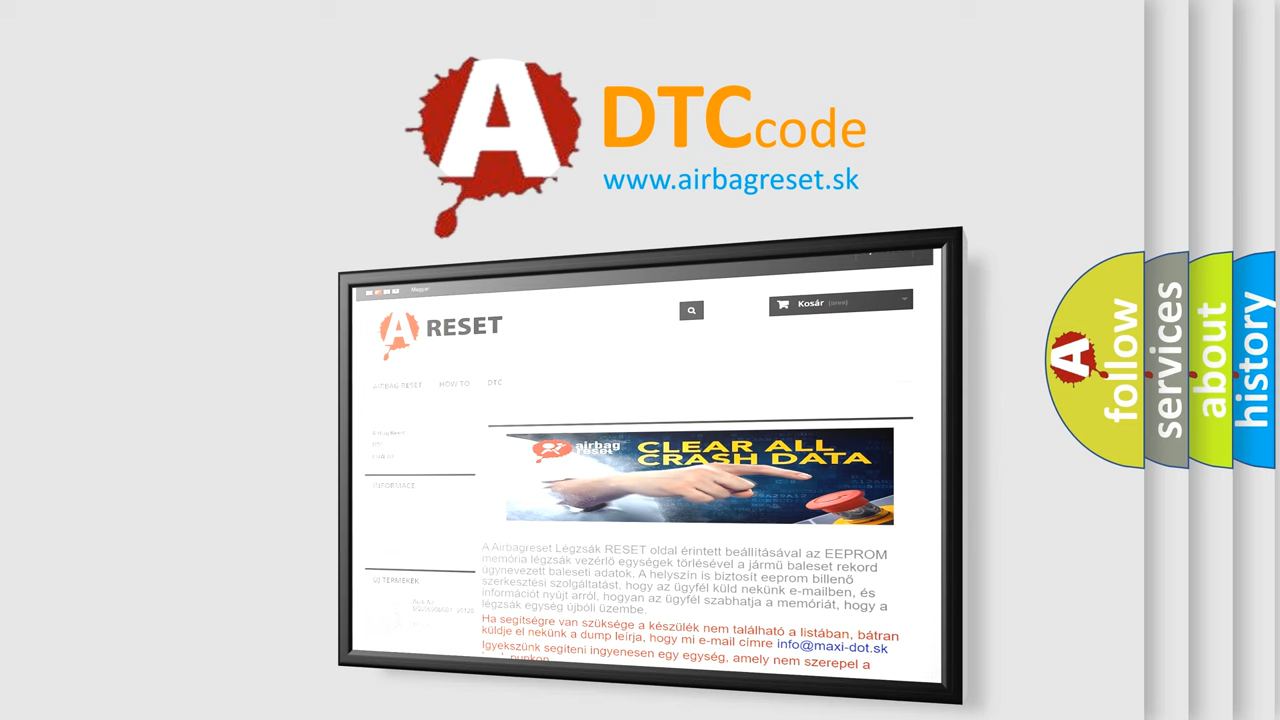 A
DTC code
www.airbagreset.sk
Magyar
A RESET
Kosár (üres)
AIRBAG RESET HOW TO DTC
INFORMACE
ÚJ TERMÉKEK
airbag
reset
CLEAR ALL
CRASH DATA
A Airbagreset Légzsák RESET oldal érintett beállításával az EEPROM
memória légzsák vezérlő egységek törlésével a jármű baleset rekord
úgynevezett baleseti adatok. A helyszín is biztosít eeprom billenő
szerkesztési szolgáltatást, hogy az ügyfél küld nekünk e-mailben, és
információt nyújt arról, hogyan az ügyfél szabhatja a memóriát, hogy a
légzsák egység újbóli üzembe.
Ha segítségre van szüksége a készülék nem található a listában, bátran
küldje el nekünk a dump leírja, hogy mi e-mail címre info@maxi-dot.sk
Igyekszünk segíteni ingyenesen egy egység, amely nem szerepel a
A
follow
services
about
history